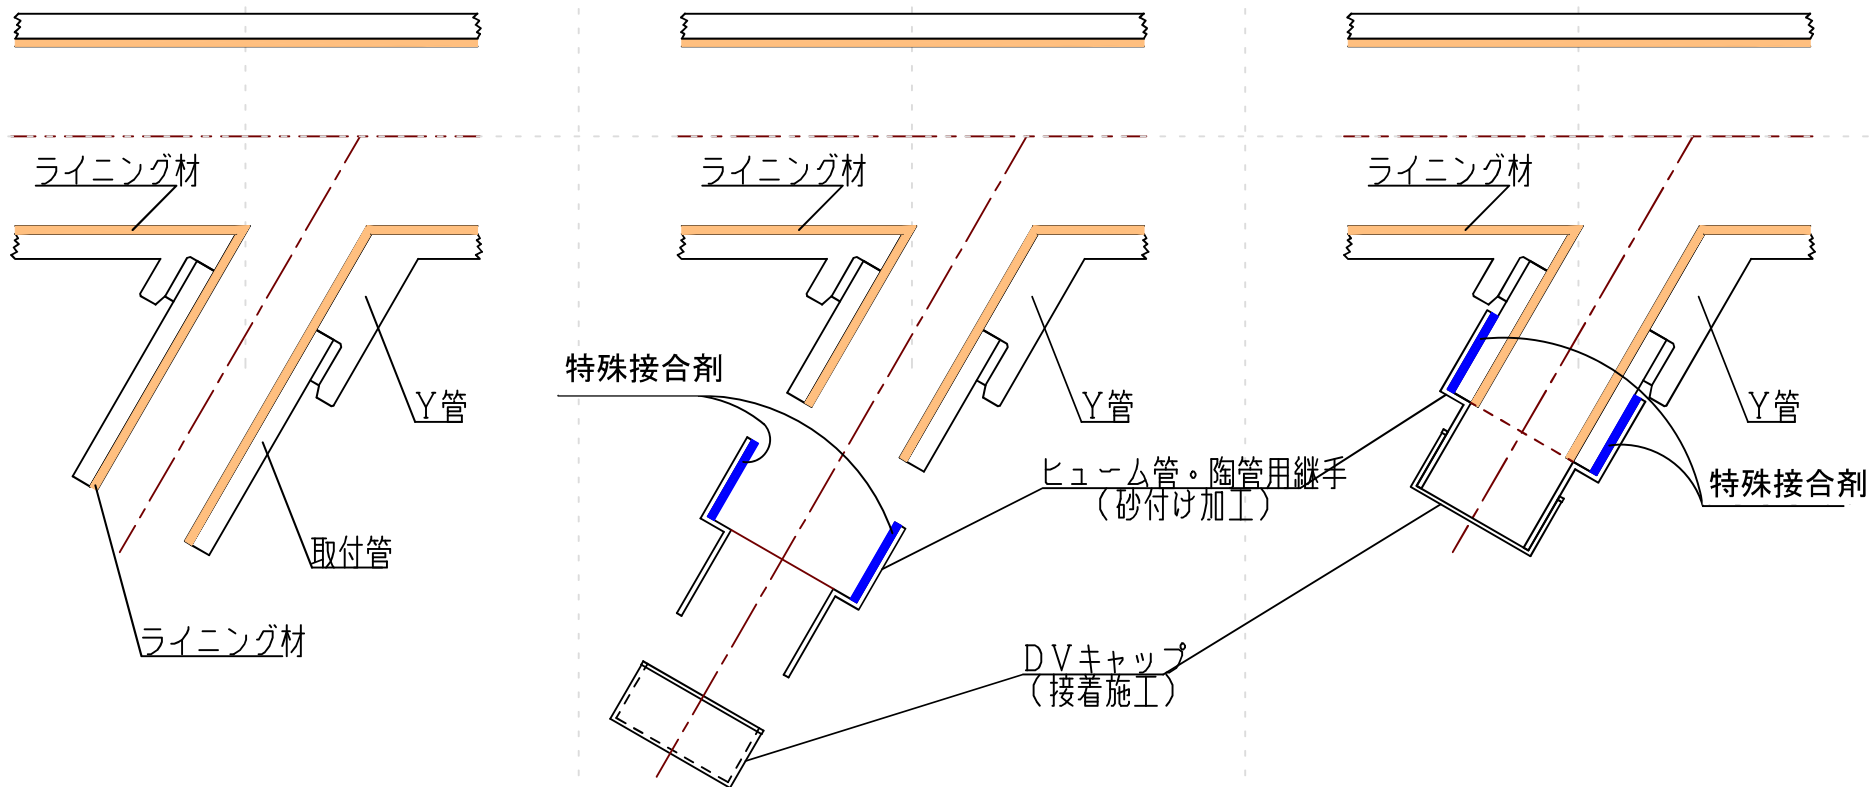 ライニング材
Y管
取付管
ライニング材
ライニング材
特殊接合剤
Y管
ヒューム管・陶管用継手
(砂付け加工)
DVキャップ
(接着施工)
ライニング材
Y管
特殊接合剤